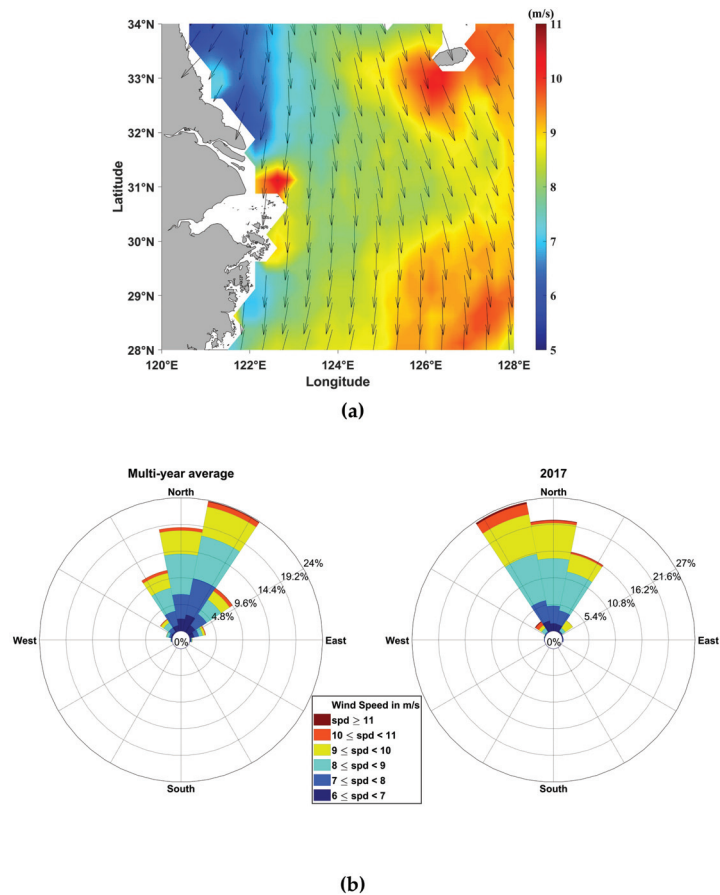 (m/s)
34°N
33°N
32°N
31°N
30°N
29°N
28°N
Latitude
120°E
122°E
124°E
126°E
128°E
Longitude
11
10
9
8
7
6
5
(a)
Multi-year average
North
24%
19.2%
14.4%
9.6%
4.8%
0%
West
East
South
2017
North
27%
21.6%
16.2%
10.8%
5.4%
0%
West
East
South
Wind Speed in m/s
spd ≥ 11
10 ≤ spd < 11
9 ≤ spd < 10
8 ≤ spd < 9
7 ≤ spd < 8
6 ≤ spd < 7
(b)